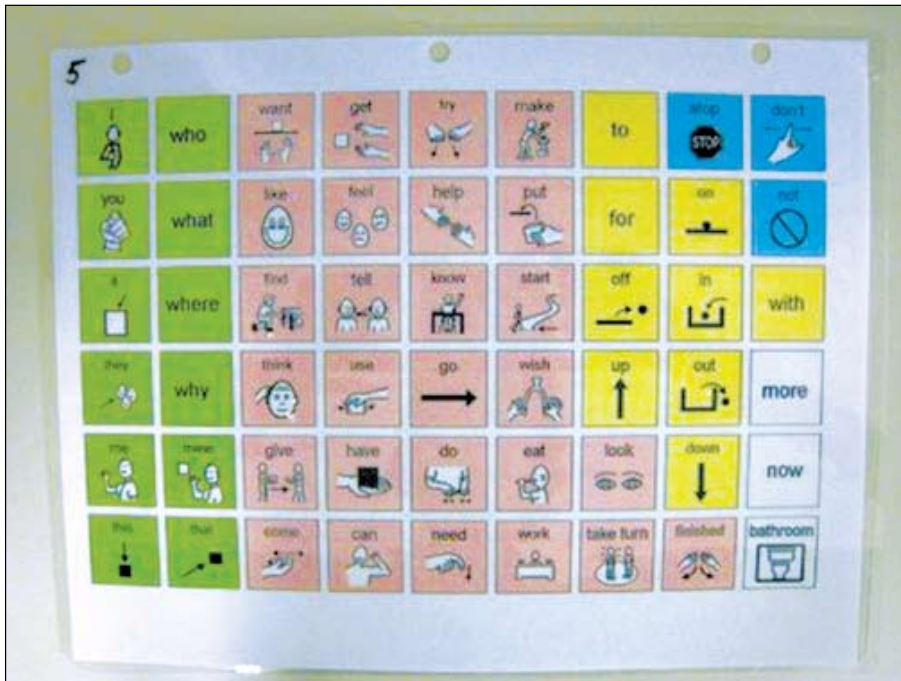 5
I who want get try make to stop don't
STOP
you what like feel help put for on not
it where find tell know start off in with
they why think use go wish up out more
me mine give have do eat look down now
this that come can need work take turn finished bathroom